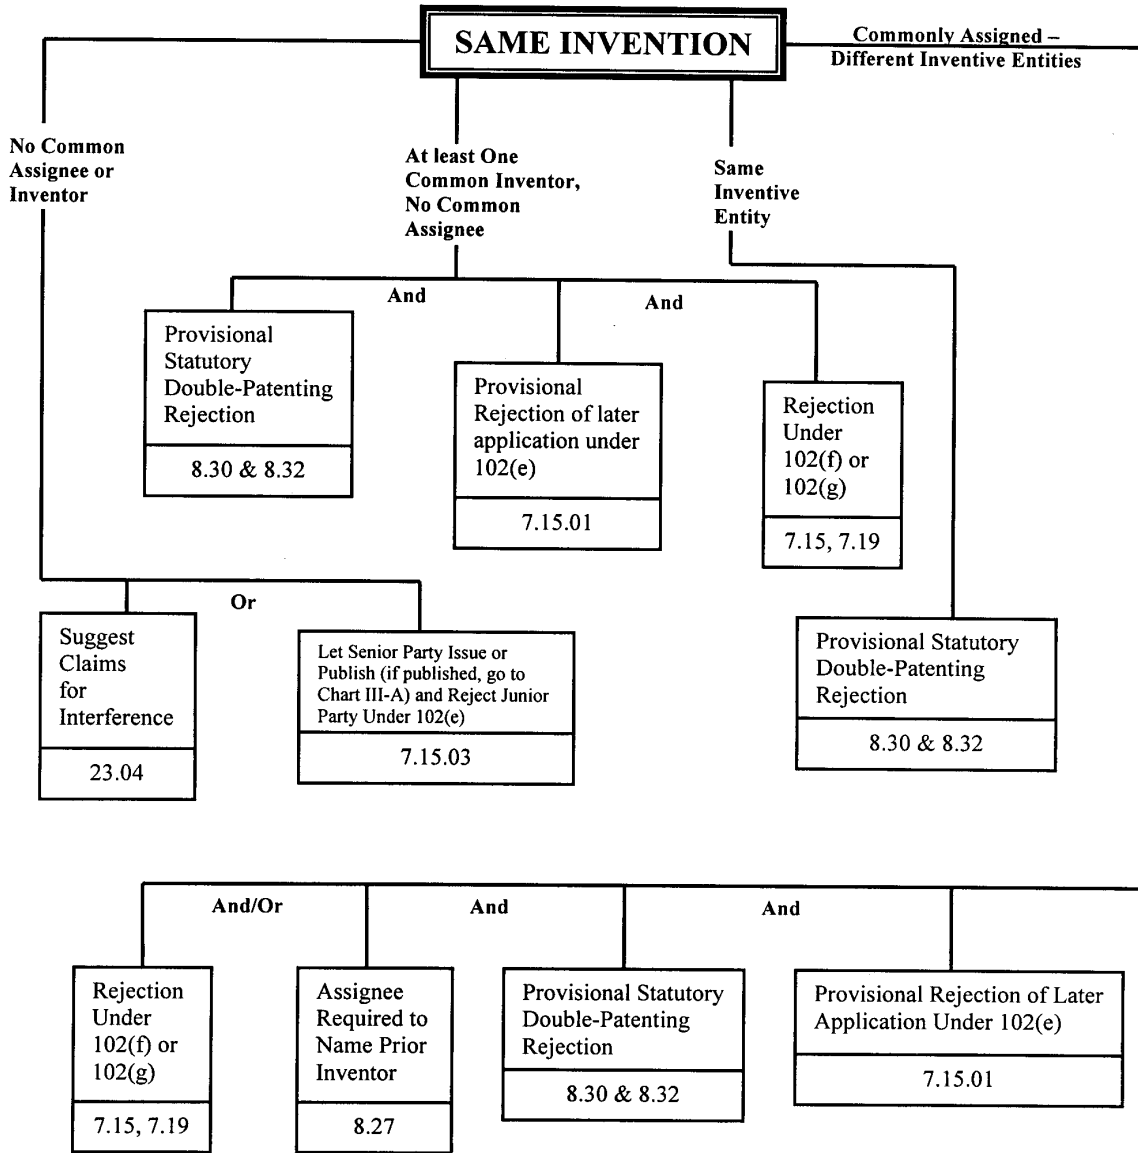 SAME INVENTION
Commonly Assigned –
Different Inventive Entities
No Common
Assignee or
Inventor
At least One
Common Inventor,
No Common
Assignee
Same
Inventive
Entity
And
And
Provisional
Statutory
Double-Patenting
Rejection
8.30 & 8.32
Provisional
Rejection of later
application under
102(e)
7.15.01
Rejection
Under
102(f) or
102(g)
7.15, 7.19
Or
Suggest
Claims
for
Interference
23.04
Let Senior Party Issue or
Publish (if published, go to
Chart III-A) and Reject Junior
Party Under 102(e)
7.15.03
Provisional Statutory
Double-Patenting
Rejection
8.30 & 8.32
And/Or
And
And
Rejection
Under
102(f) or
102(g)
7.15, 7.19
Assignee
Required to
Name Prior
Inventor
8.27
Provisional Statutory
Double-Patenting
Rejection
8.30 & 8.32
Provisional Rejection of Later
Application Under 102(e)
7.15.01